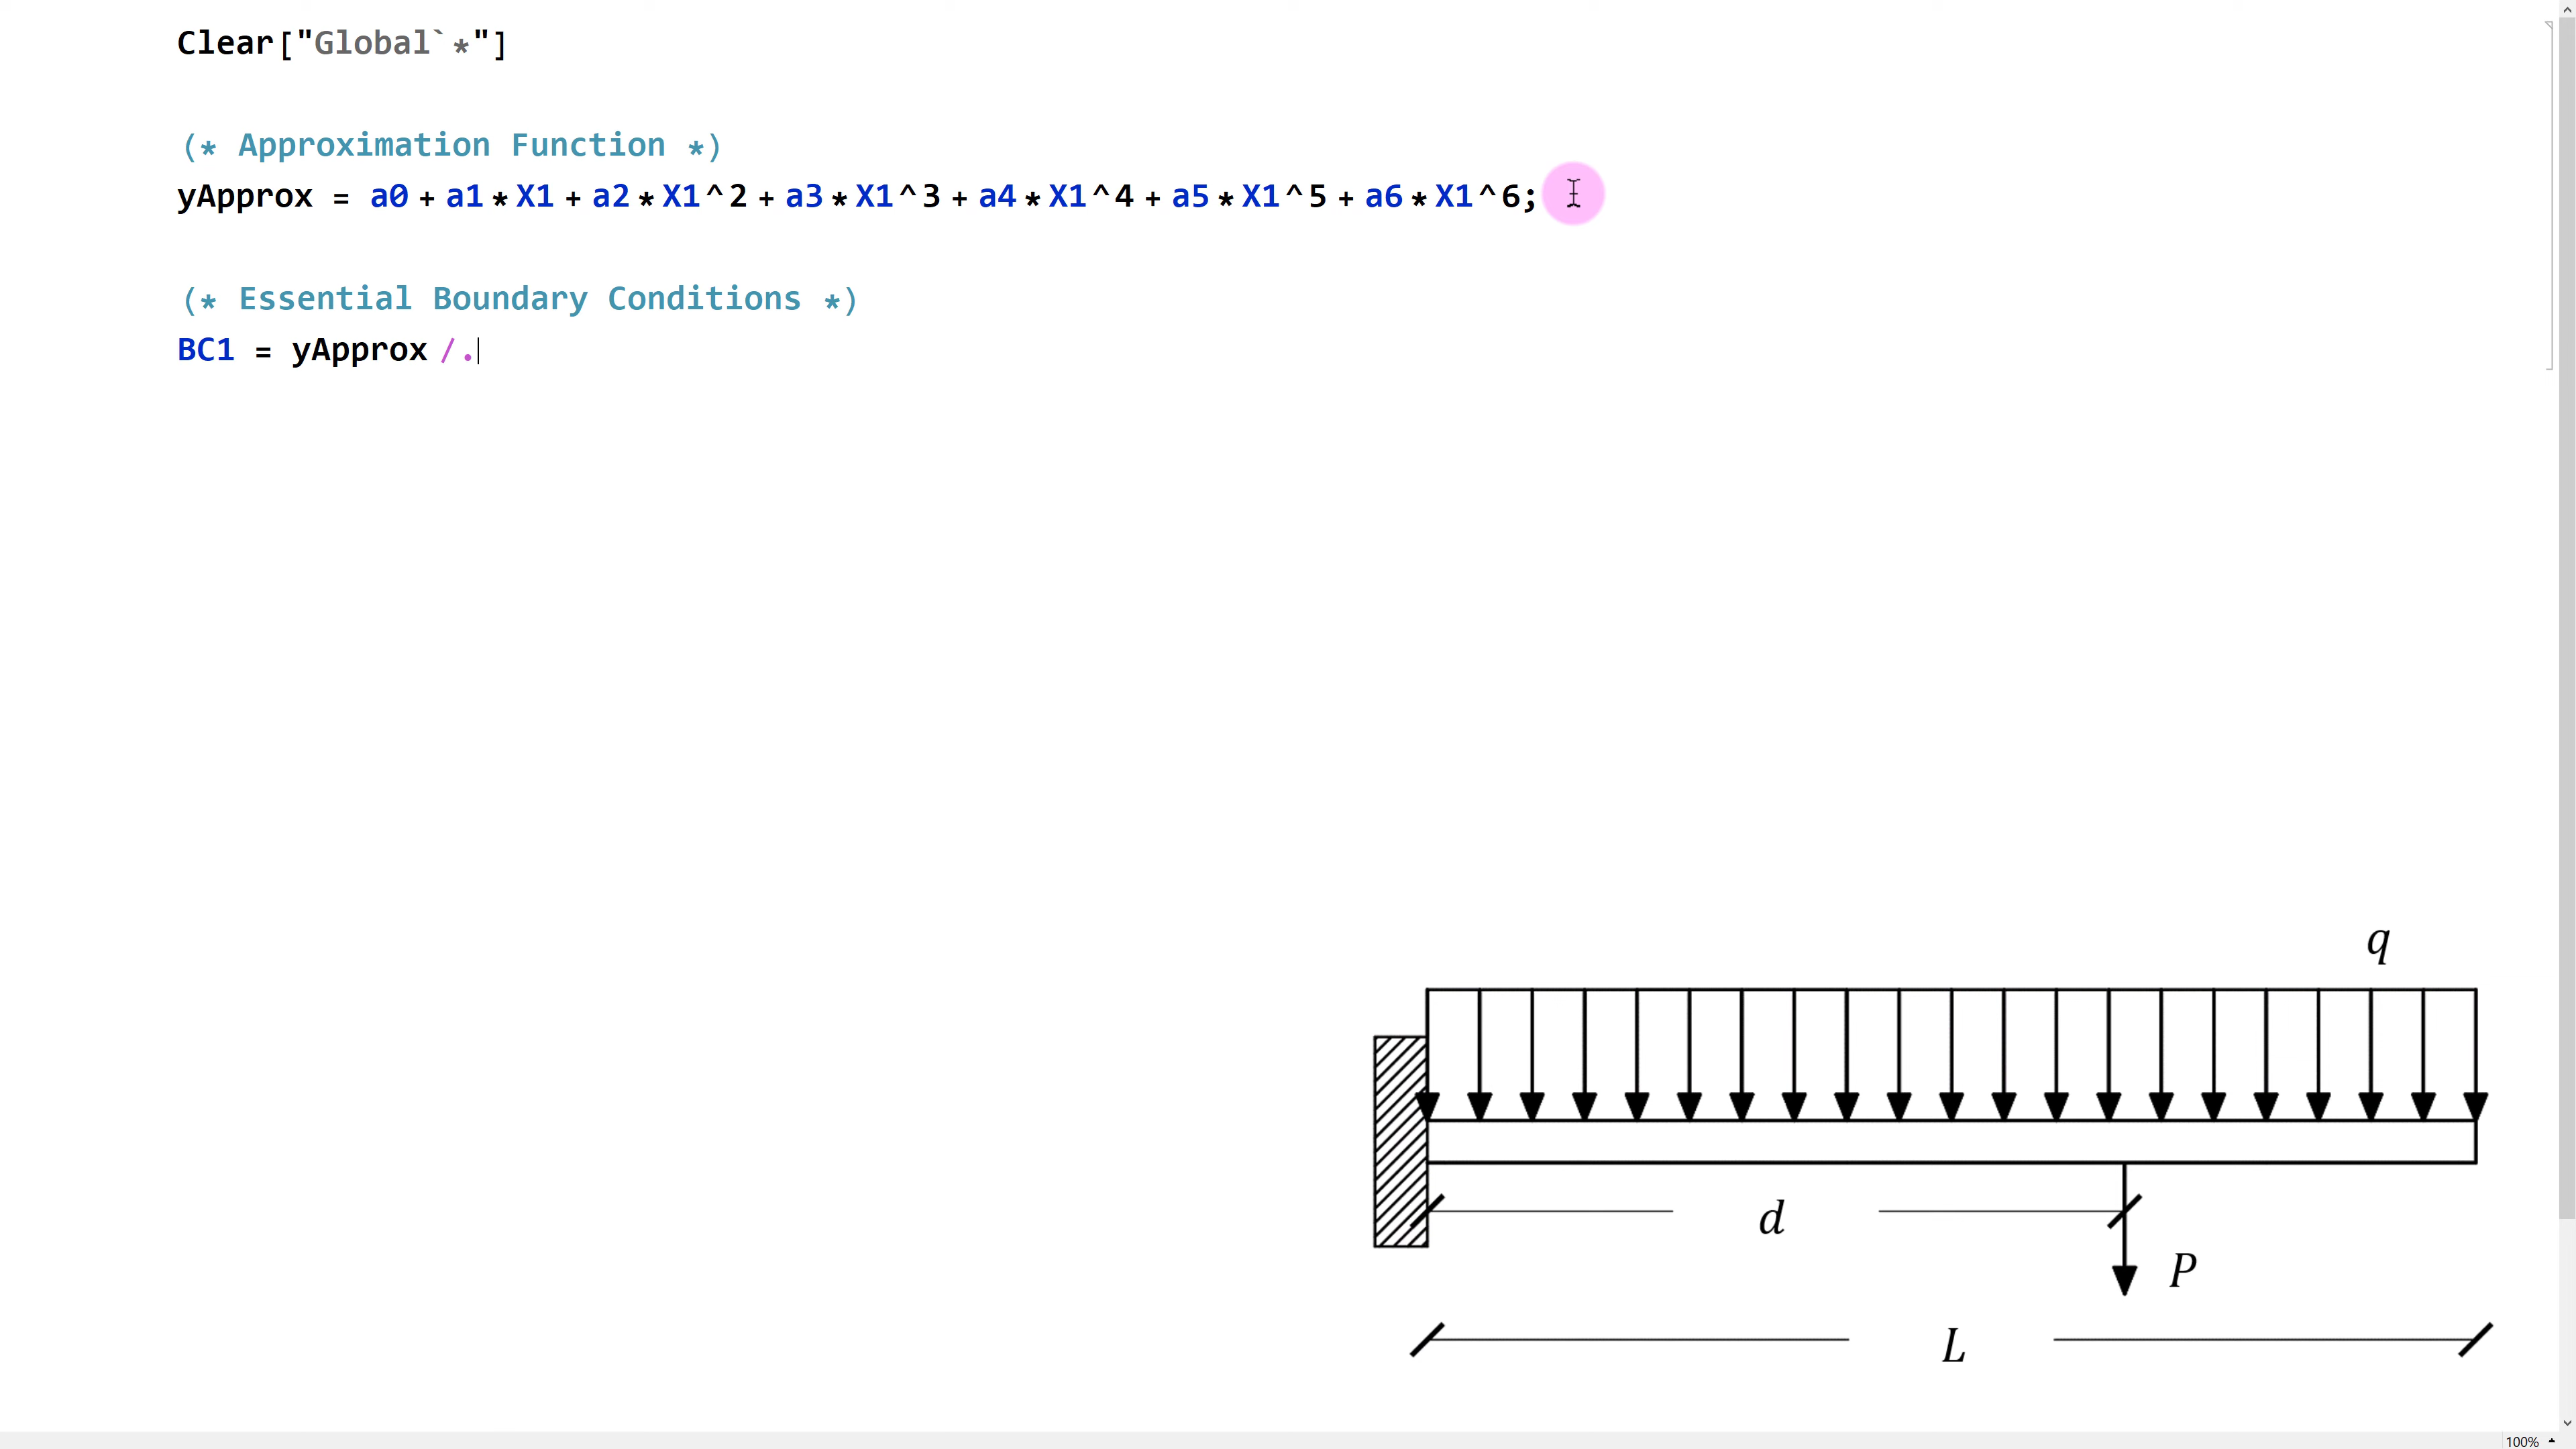 Clear["Global`*"]
(* Approximation Function *)
yApprox = a0 + a1 * X1 + a2 * X1^2 + a3 * X1^3 + a4 * X1^4 + a5 * X1^5 + a6 * X1^6;
(* Essential Boundary Conditions *)
BC1 = yApprox /.
q
d
P
L
100%